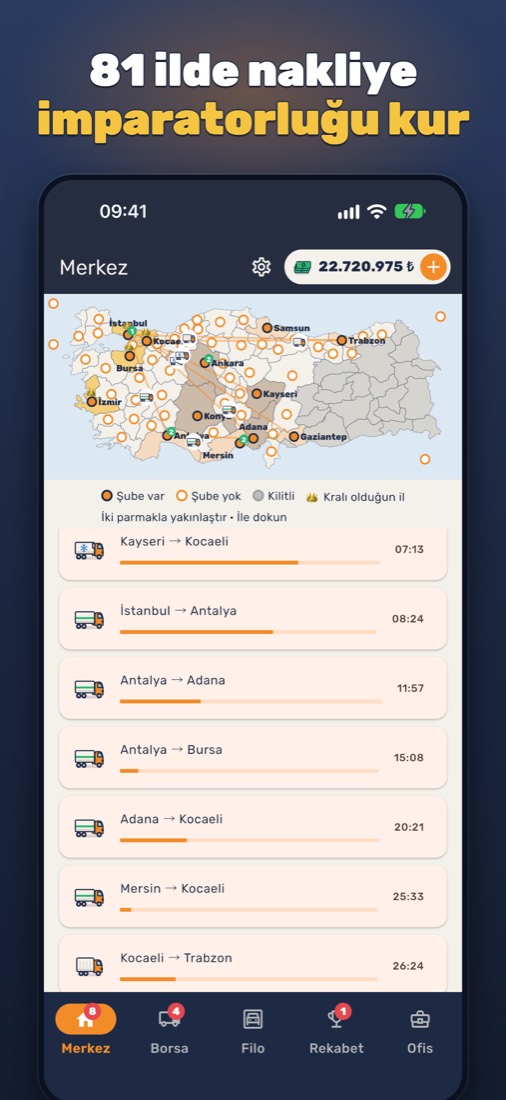 81 ilde nakliye
imparatorluğu kur
09:41
Merkez
22.720.975 ₺
İstanbul
Samsun
Kocae
Trabzon
Bursa
Ankara
İzmir
Kayseri
Konya
Adana
Antalya
Gaziantep
Mersin
Şube var
Şube yok
Kilitli
Kralı olduğun il
İki parmakla yakınlaştır • İle dokun
Kayseri → Kocaeli
07:13
İstanbul → Antalya
08:24
Antalya → Adana
11:57
Antalya → Bursa
15:08
Adana → Kocaeli
20:21
Mersin → Kocaeli
25:33
Kocaeli → Trabzon
26:24
8
4
1
Merkez
Borsa
Filo
Rekabet
Ofis